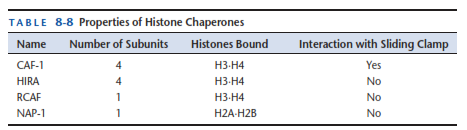 TABLE 8-8 Properties of Histone Chaperones
Name Number of Subunits Histones Bound Interaction with Sliding Clamp
CAF-1 4 H3·H4 Yes
HIRA 4 H3·H4 No
RCAF 1 H3·H4 No
NAP-1 1 H2A·H2B No